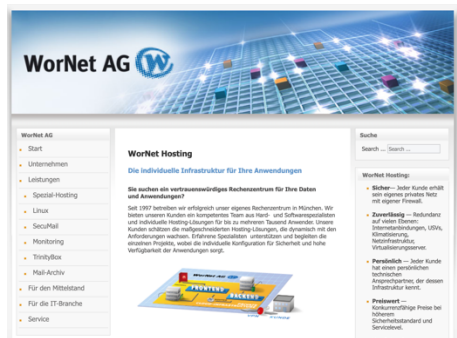 WorNet AG
WorNet AG
Start
Unternehmen
Leistungen
Spezial-Hosting
Linux
SecuMail
Monitoring
TrinityBox
Mail-Archiv
Für den Mittelstand
Für die IT-Branche
Service
WorNet Hosting
Die individuelle Infrastruktur für Ihre Anwendungen
Sie suchen ein vertrauenswürdiges Rechenzentrum für Ihre Daten
und Anwendungen?
Seit 1997 betreiben wir erfolgreich unser eigenes Rechenzentrum in München. Wir
bieten unseren Kunden ein kompetentes Team aus Hard- und Softwarespezialisten
und individuelle Hosting-Lösungen für bis zu mehreren Tausend Anwender. Unsere
Kunden schätzen die maßgeschneiderten Hosting-Lösungen, die dynamisch mit den
Anforderungen wachsen. Erfahrene Spezialisten unterstützen und begleiten die
einzelnen Projekte, wobei die individuelle Konfiguration für Sicherheit und hohe
Verfügbarkeit der Anwendungen sorgt.
WorNet AG
FRONTEND
BACKEND
Suche
Search ... Search ...
WorNet Hosting:
Sicher— Jeder Kunde erhält
sein eigenes privates Netz
mit eigener Firewall.
Zuverlässig — Redundanz
auf vielen Ebenen:
Internetanbindungen, USVs,
Klimatisierung,
Netzinfrastruktur,
Virtualisierungsserver.
Persönlich — Jeder Kunde
hat einen persönlichen
technischen
Ansprechpartner, der dessen
Infrastruktur kennt.
Preiswert —
Konkurrenzfähige Preise bei
höherem
Sicherheitsstandard und
Servicelevel.